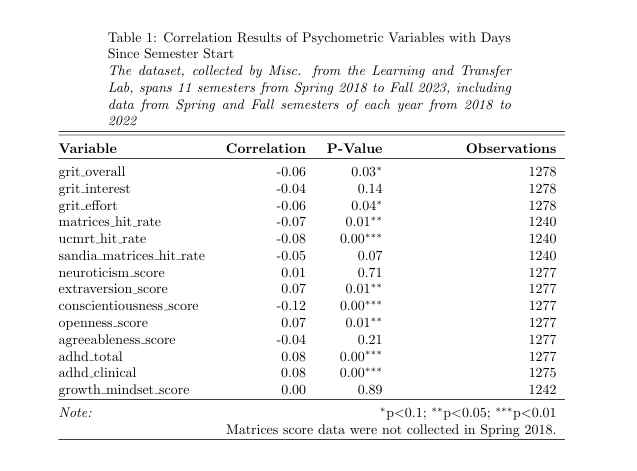 Table 1: Correlation Results of Psychometric Variables with Days
Since Semester Start
The dataset, collected by Misc. from the Learning and Transfer
Lab, spans 11 semesters from Spring 2018 to Fall 2023, including
data from Spring and Fall semesters of each year from 2018 to
2022
Variable Correlation P-Value Observations
grit_overall -0.06 0.03* 1278
grit_interest -0.04 0.14 1278
grit_effort -0.06 0.04* 1278
matrices_hit_rate -0.07 0.01** 1240
ucmrt_hit_rate -0.08 0.00*** 1240
sandia_matrices_hit_rate -0.05 0.07 1240
neuroticism_score 0.01 0.71 1277
extraversion_score 0.07 0.01** 1277
conscientiousness_score -0.12 0.00*** 1277
openness_score 0.07 0.01** 1277
agreeableness_score -0.04 0.21 1277
adhd_total 0.08 0.00*** 1277
adhd_clinical 0.08 0.00*** 1275
growth_mindset_score 0.00 0.89 1242
Note: *p<0.1; **p<0.05; ***p<0.01
Matrices score data were not collected in Spring 2018.